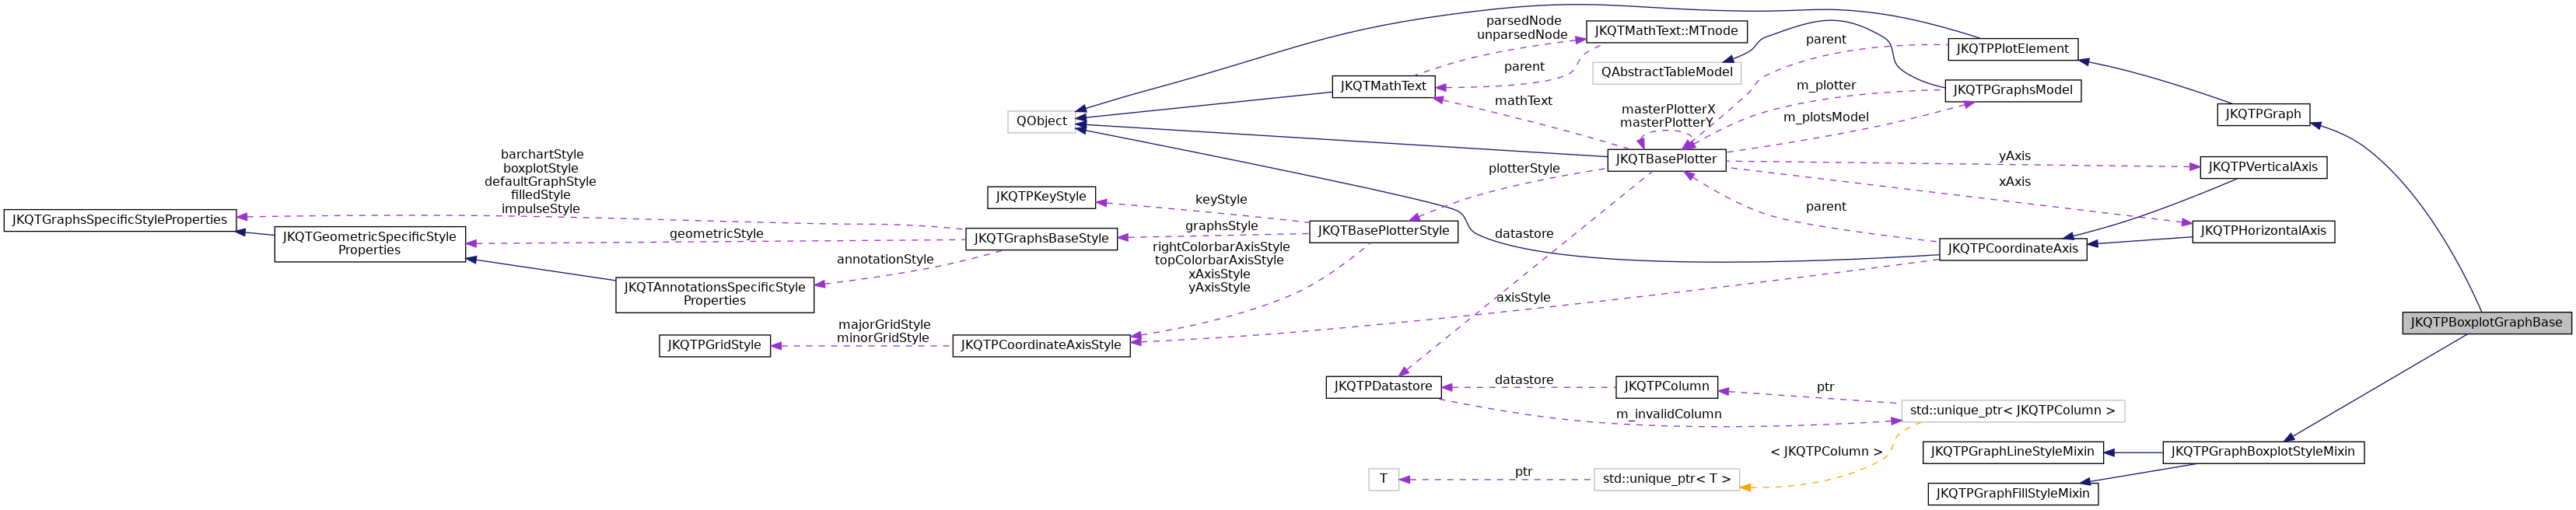 parsedNode
unparsedNode
JKQTMathText::MTnode
parent
JKQTPPlotElement
parent
QAbstractTableModel
JKQTMathText
m_plotter
JKQTPGraphsModel
mathText
masterPlotterX
masterPlotterY
m_plotsModel
JKQTPGraph
QObject
JKQTBasePlotter
yAxis
JKQTPVerticalAxis
xAxis
plotterStyle
barchartStyle
boxplotStyle
defaultGraphStyle
filledStyle
impulseStyle
JKQTPKeyStyle
keyStyle
parent
JKQTGraphsSpecificStyleProperties
graphsStyle
JKQTBasePlotterStyle
datastore
JKQTPHorizontalAxis
JKQTGeometricSpecificStyle
Properties
geometricStyle
JKQTGraphsBaseStyle
rightColorbarAxisStyle
topColorbarAxisStyle
xAxisStyle
yAxisStyle
JKQTPCoordinateAxis
annotationStyle
JKQTAnnotationsSpecificStyle
Properties
axisStyle
JKQTPBoxplotGraphBase
majorGridStyle
minorGridStyle
JKQTPGridStyle
JKQTPCoordinateAxisStyle
JKQTPDatastore
datastore
JKQTPColumn
ptr
m_invalidColumn
std::unique_ptr< JKQTPColumn >
< JKQTPColumn >
JKQTPGraphLineStyleMixin
JKQTPGraphBoxplotStyleMixin
T
ptr
std::unique_ptr< T >
JKQTPGraphFillStyleMixin